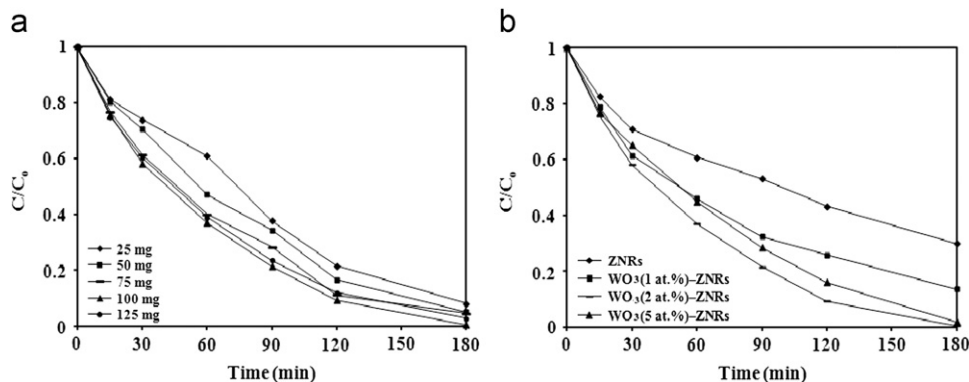 a
1
0.8
0.6
0.4
0.2
0
C/Co
25 mg
50 mg
75 mg
100 mg
125 mg
0 30 60 90 120 150 180
Time (min)
b
1
0.8
0.6
0.4
0.2
0
C/Co
ZNRs
WO3(1 at.%)–ZNRs
WO3(2 at.%)–ZNRs
WO3(5 at.%)–ZNRs
0 30 60 90 120 150 180
Time (min)